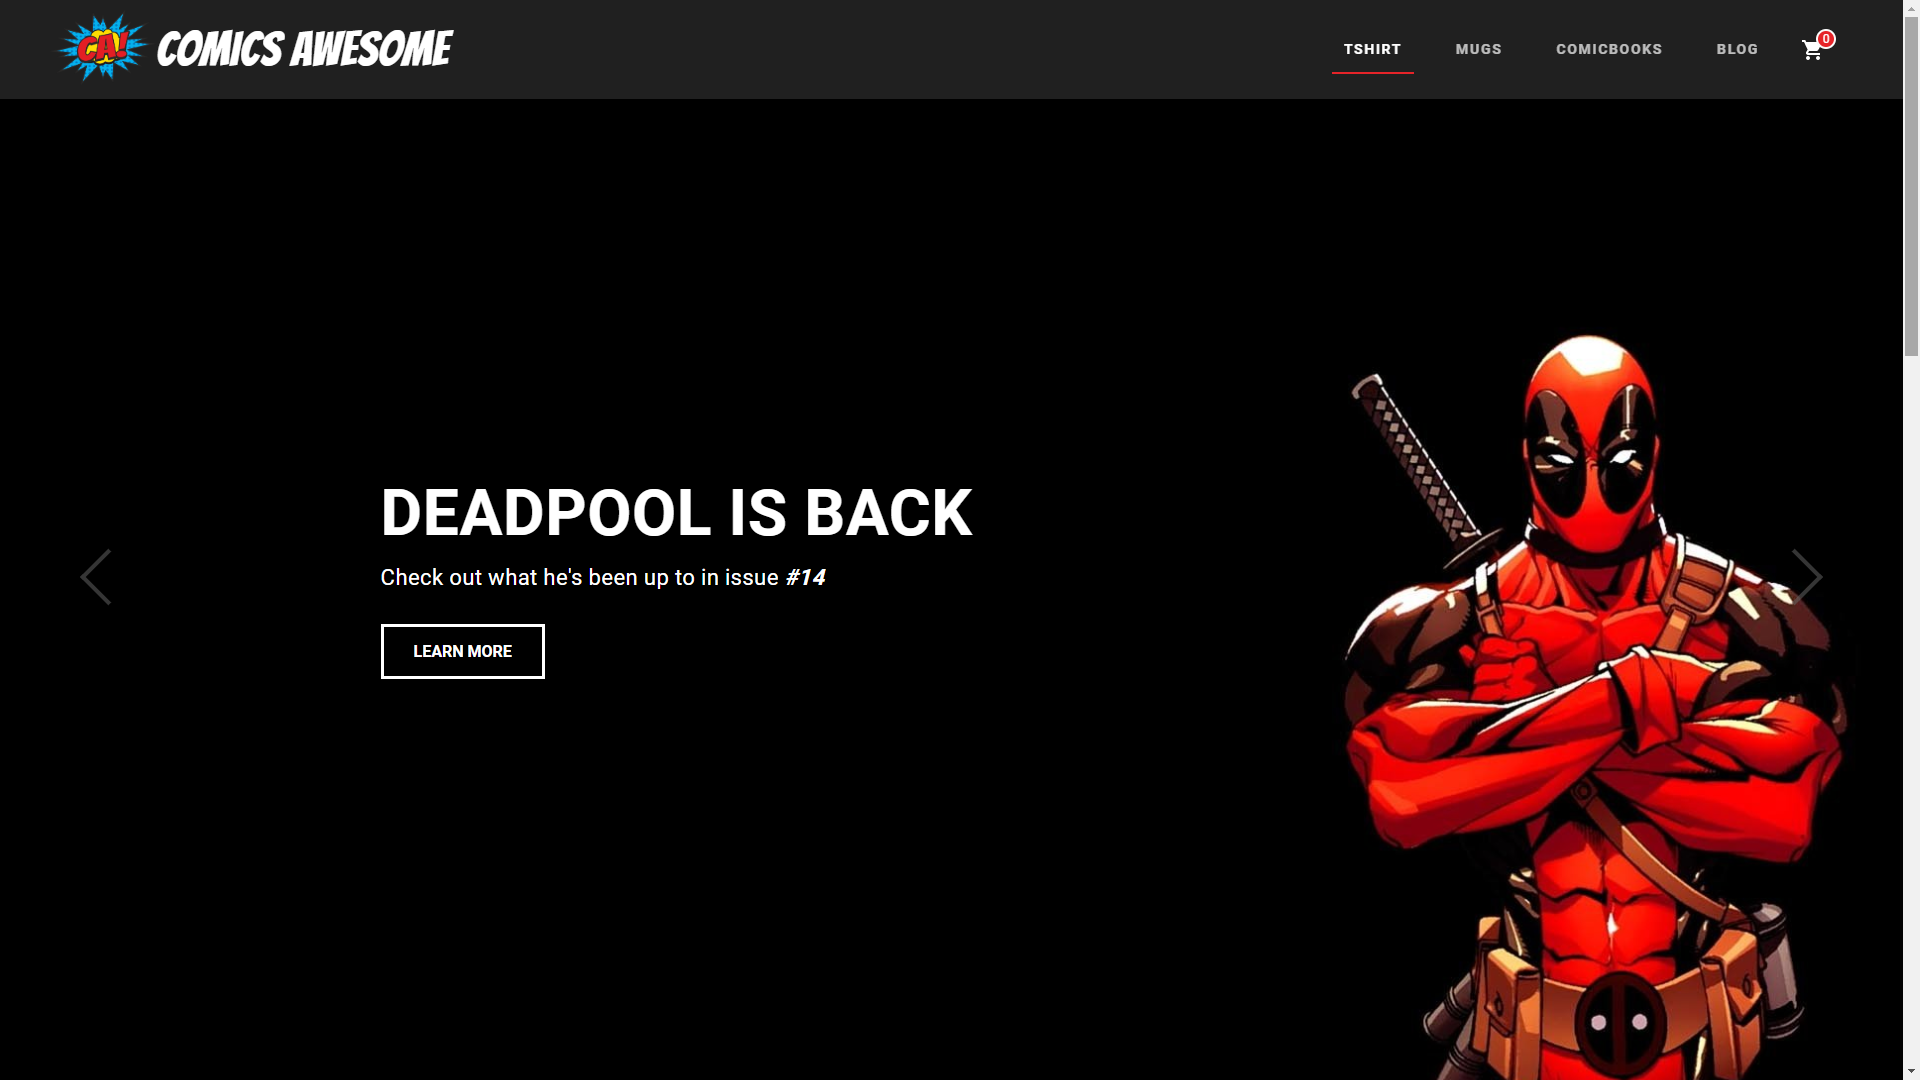 CA!
COMICS AWESOME
TSHIRT
MUGS
COMICBOOKS
BLOG
0
DEADPOOL IS BACK
Check out what he's been up to in issue #14
LEARN MORE